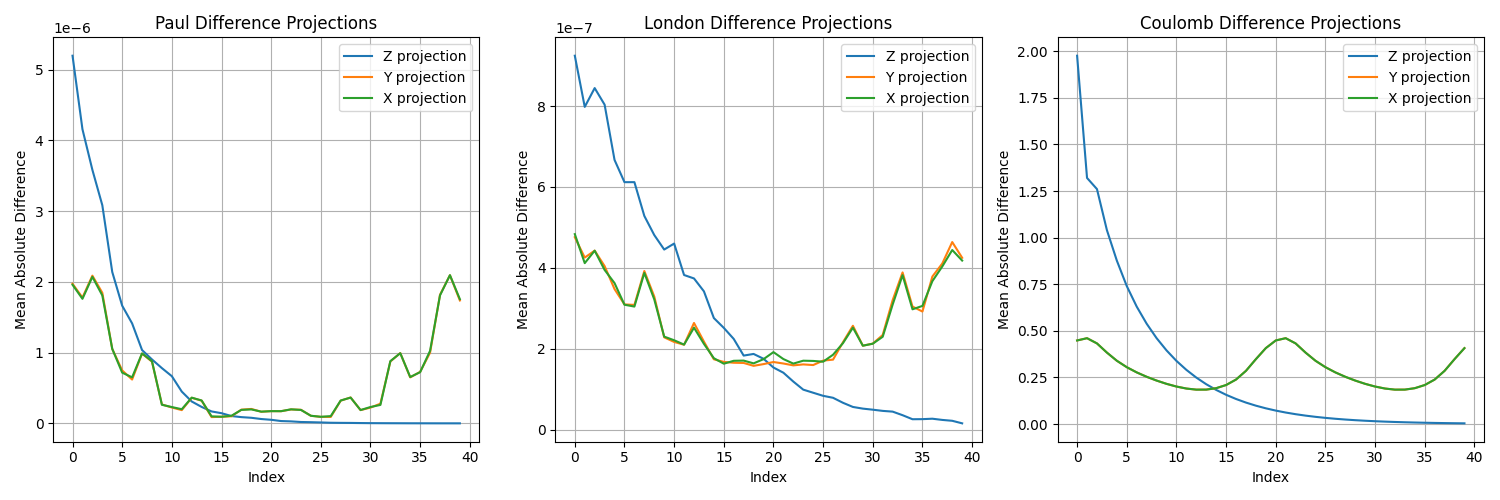 Paul Difference Projections
1e−6
Z projection
Y projection
X projection
Mean Absolute Difference
5
4
3
2
1
0
0 5 10 15 20 25 30 35 40
Index
London Difference Projections
1e−7
Z projection
Y projection
X projection
Mean Absolute Difference
8
6
4
2
0
0 5 10 15 20 25 30 35 40
Index
Coulomb Difference Projections
Z projection
Y projection
X projection
Mean Absolute Difference
2.00
1.75
1.50
1.25
1.00
0.75
0.50
0.25
0.00
0 5 10 15 20 25 30 35 40
Index